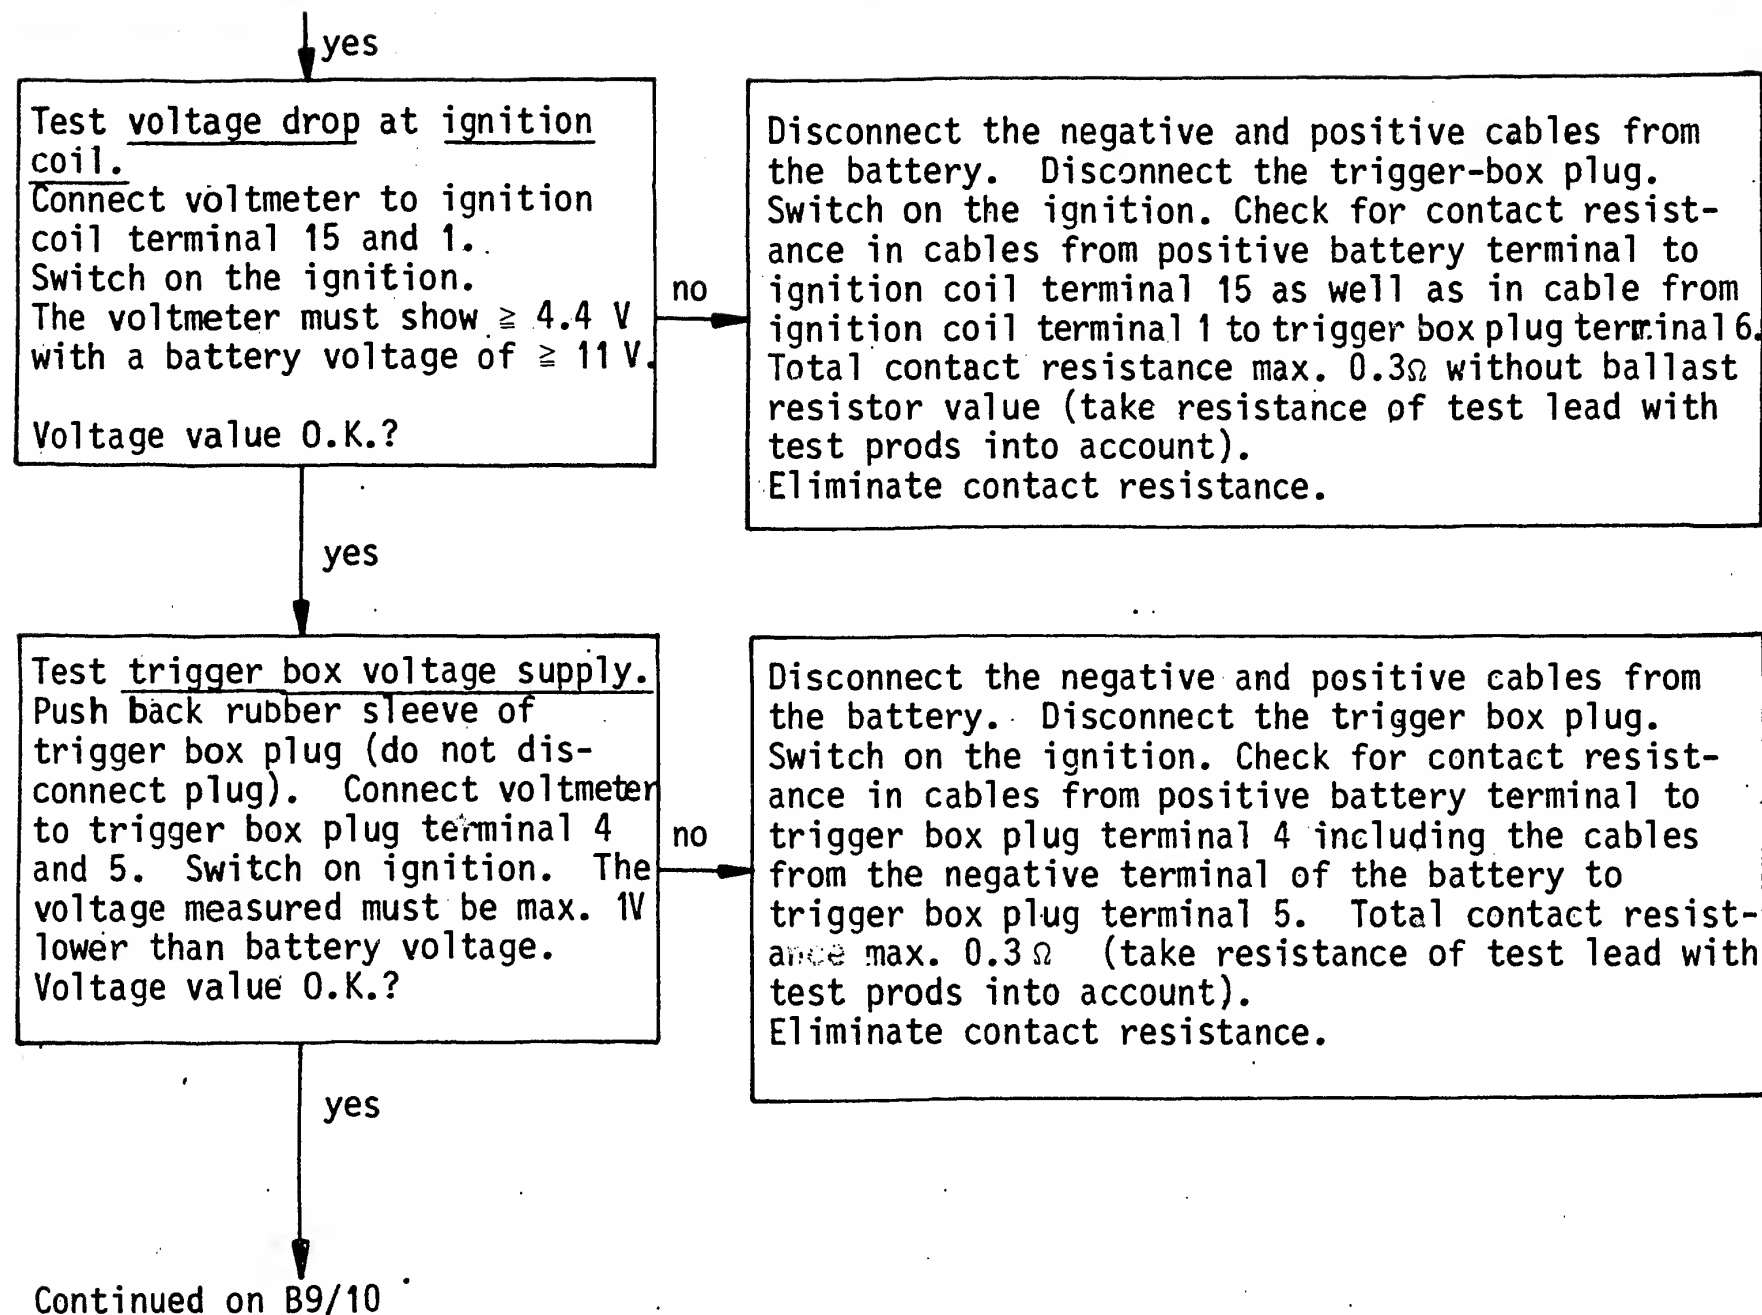 yes
Test voltage drop at ignition
coil.
Connect voltmeter to ignition
coil terminal 15 and 1.
Switch on the ignition.
The voltmeter must show ≧ 4.4 V
with a battery voltage of ≧ 11 V.
Voltage value O.K.?
no
Disconnect the negative and positive cables from
the battery. Disconnect the trigger-box plug.
Switch on the ignition. Check for contact resist-
ance in cables from positive battery terminal to
ignition coil terminal 15 as well as in cable from
ignition coil terminal 1 to trigger box plug terminal 6.
Total contact resistance max. 0.3Ω without ballast
resistor value (take resistance of test lead with
test prods into account).
Eliminate contact resistance.
yes
Test trigger box voltage supply.
Push back rubber sleeve of
trigger box plug (do not dis-
connect plug). Connect voltmeter
to trigger box plug terminal 4
and 5. Switch on ignition. The
voltage measured must be max. 1V
lower than battery voltage.
Voltage value O.K.?
no
Disconnect the negative and positive cables from
the battery. Disconnect the trigger box plug.
Switch on the ignition. Check for contact resist-
ance in cables from positive battery terminal to
trigger box plug terminal 4 including the cables
from the negative terminal of the battery to
trigger box plug terminal 5. Total contact resist-
ance max. 0.3 Ω (take resistance of test lead with
test prods into account).
Eliminate contact resistance.
yes
Continued on B9/10